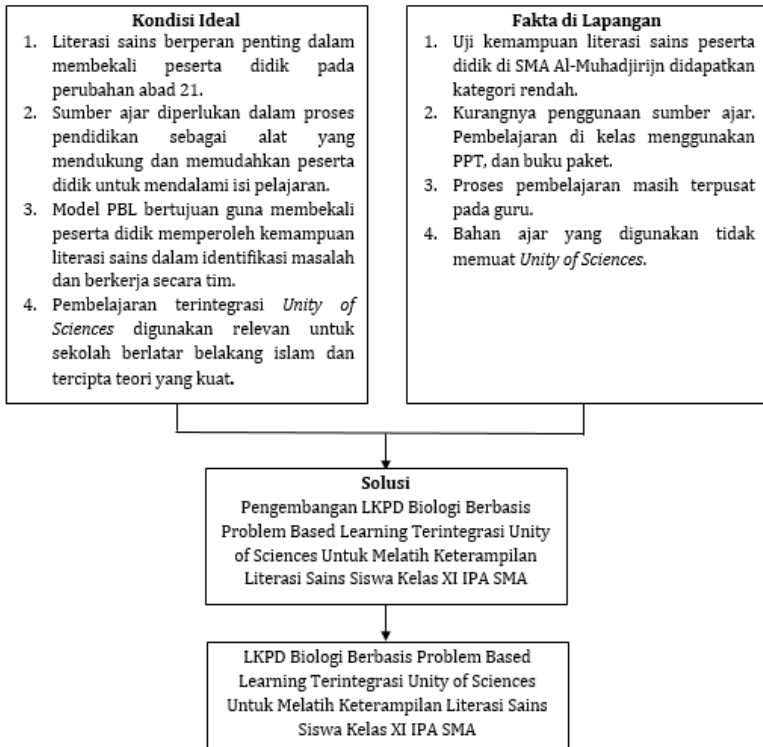 Kondisi Ideal
1. Literasi sains berperan penting dalam
membekali peserta didik pada
perubahan abad 21.
2. Sumber ajar diperlukan dalam proses
pendidikan sebagai alat yang
mendukung dan memudahkan peserta
didik untuk mendalami isi pelajaran.
3. Model PBL bertujuan guna membekali
peserta didik memperoleh kemampuan
literasi sains dalam identifikasi masalah
dan berkerja secara tim.
4. Pembelajaran terintegrasi Unity of
Sciences digunakan relevan untuk
sekolah berlatar belakang islam dan
tercipta teori yang kuat.
Fakta di Lapangan
1. Uji kemampuan literasi sains peserta
didik di SMA Al-Muhadjirijn didapatkan
kategori rendah.
2. Kurangnya penggunaan sumber ajar.
Pembelajaran di kelas menggunakan
PPT, dan buku paket.
3. Proses pembelajaran masih terpusat
pada guru.
4. Bahan ajar yang digunakan tidak
memuat Unity of Sciences.
Solusi
Pengembangan LKPD Biologi Berbasis
Problem Based Learning Terintegrasi Unity
of Sciences Untuk Melatih Keterampilan
Literasi Sains Siswa Kelas XI IPA SMA
LKPD Biologi Berbasis Problem Based
Learning Terintegrasi Unity of Sciences
Untuk Melatih Keterampilan Literasi Sains
Siswa Kelas XI IPA SMA